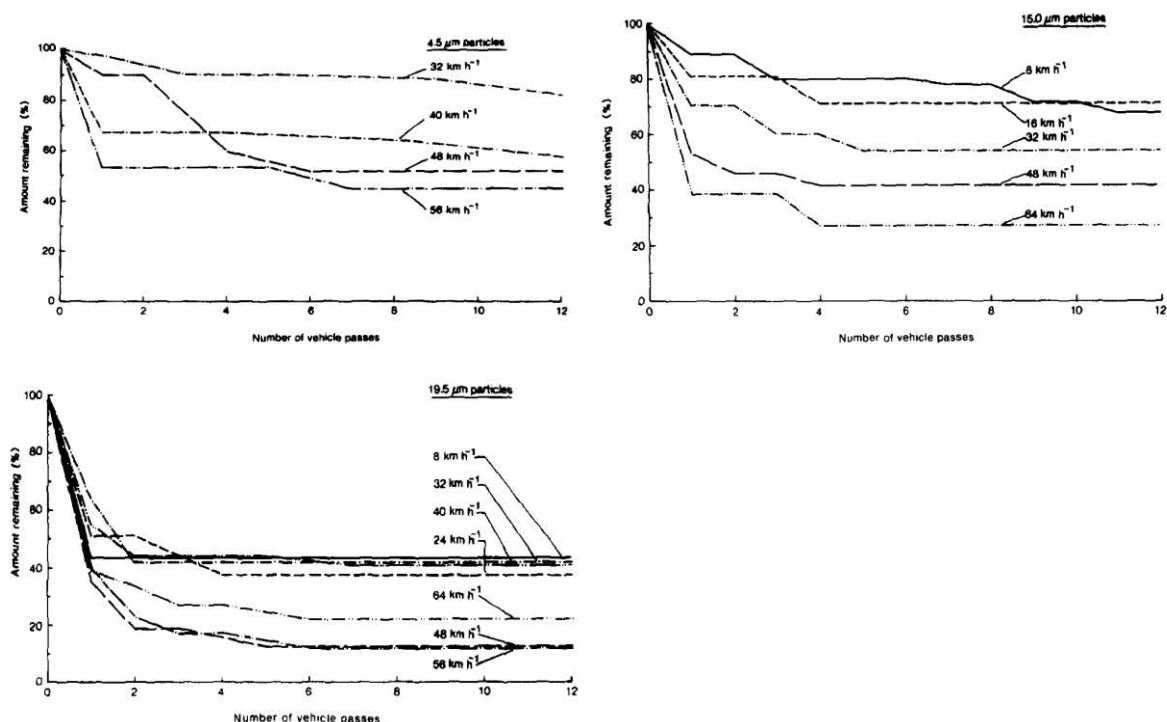 4.5 µm particles
100
80
60
40
20
0
Amount remaining (%)
32 km h⁻¹
40 km h⁻¹
48 km h⁻¹
56 km h⁻¹
0 2 4 6 8 10 12
Number of vehicle passes
15.0 µm particles
100
80
60
40
20
0
Amount remaining (%)
8 km h⁻¹
16 km h⁻¹
32 km h⁻¹
48 km h⁻¹
64 km h⁻¹
0 2 4 6 8 10 12
Number of vehicle passes
19.5 µm particles
100
80
60
40
20
0
Amount remaining (%)
8 km h⁻¹
32 km h⁻¹
40 km h⁻¹
24 km h⁻¹
64 km h⁻¹
48 km h⁻¹
56 km h⁻¹
0 2 4 6 8 10 12
Number of vehicle passes